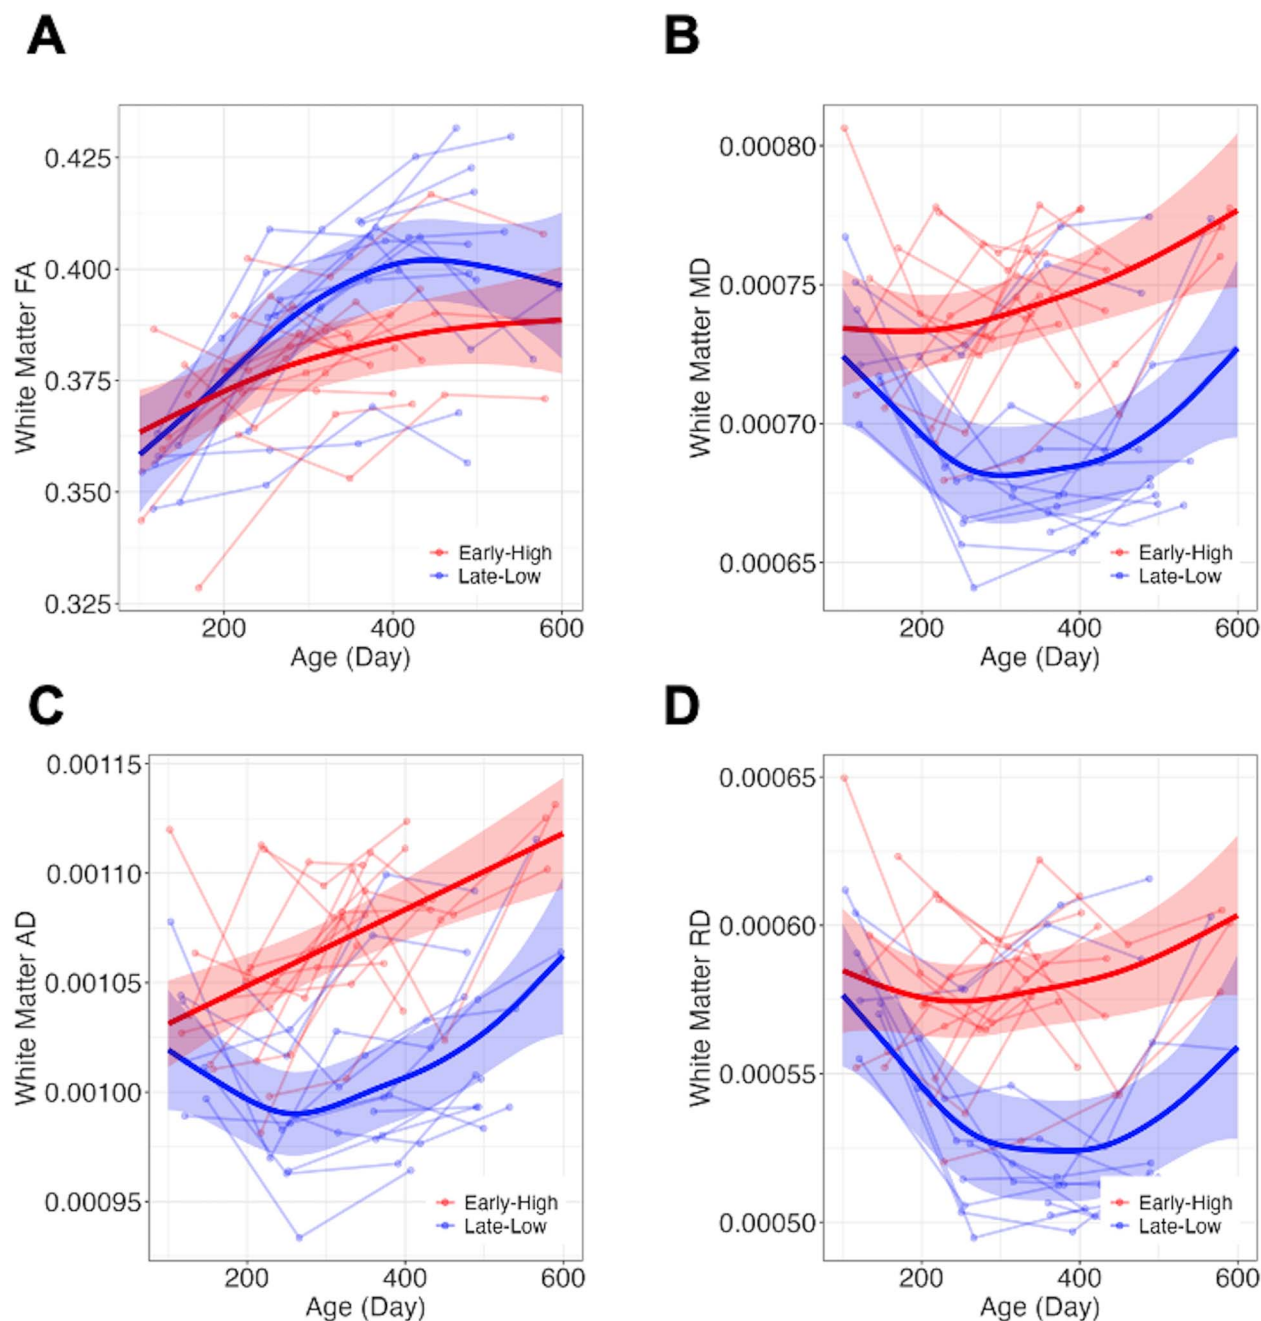 A
White Matter FA
0.425
0.400
0.375
0.350
0.325
Early-High
Late-Low
200 400 600
Age (Day)
B
White Matter MD
0.00080
0.00075
0.00070
0.00065
Early-High
Late-Low
200 400 600
Age (Day)
C
White Matter AD
0.00115
0.00110
0.00105
0.00100
0.00095
Early-High
Late-Low
200 400 600
Age (Day)
D
White Matter RD
0.00065
0.00060
0.00055
0.00050
Early-High
Late-Low
200 400 600
Age (Day)